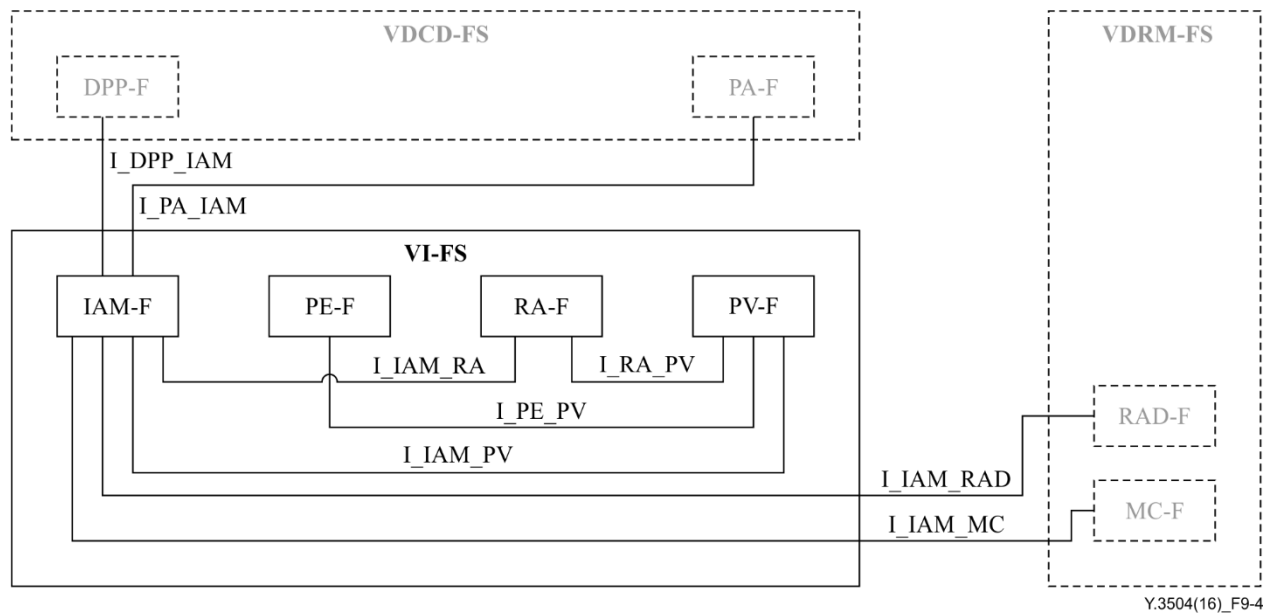 VDCD-FS
VDRM-FS
DPP-F
PA-F
I_DPP_IAM
I_PA_IAM
VI-FS
IAM-F
PE-F
RA-F
PV-F
I_IAM_RA
I_RA_PV
I_PE_PV
RAD-F
I_IAM_PV
I_IAM_RAD
MC-F
I_IAM_MC
Y.3504(16)_F9-4